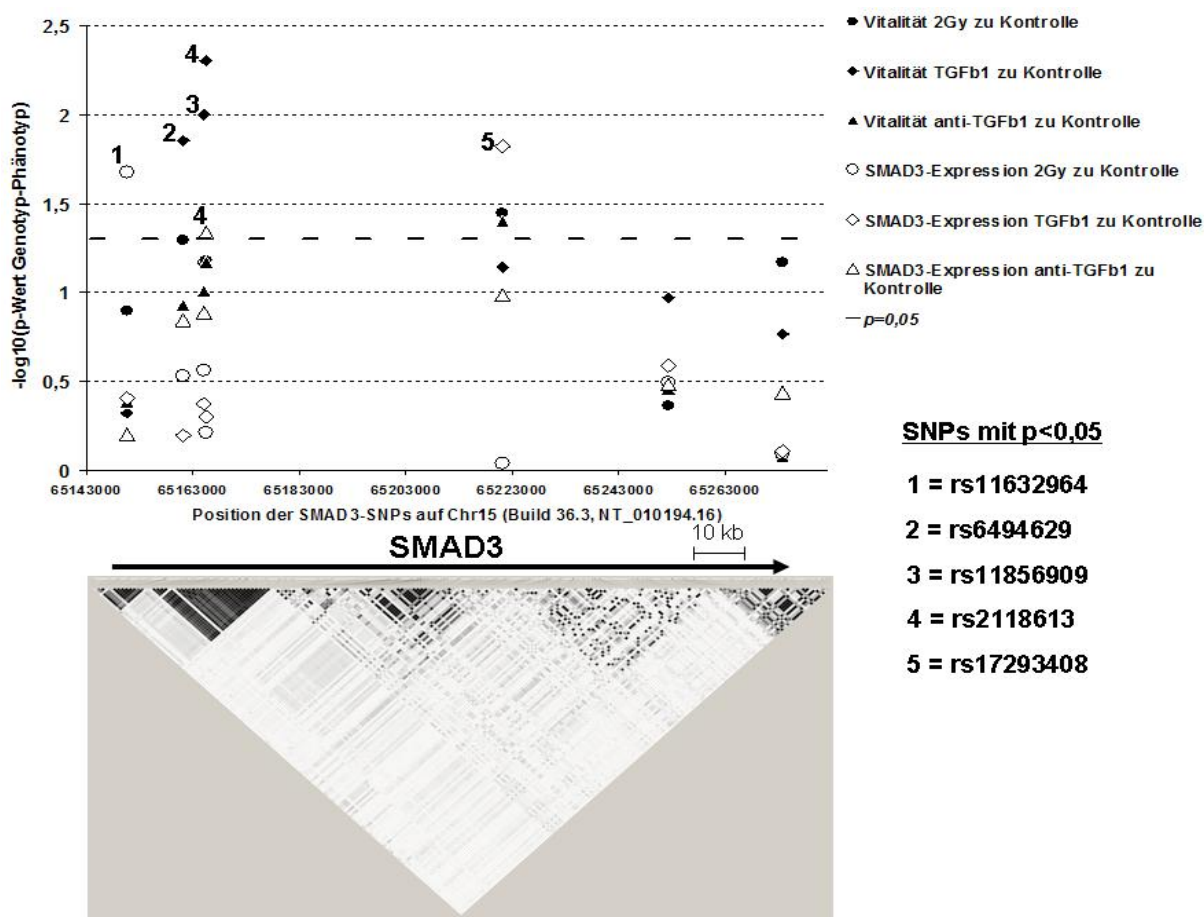 2,5
2
1,5
1
0,5
0
-log10(p-Wert Genotyp-Phänotyp)
1
2
3
4
4
5
65143000 65163000 65183000 65203000 65223000 65243000 65263000
Position der SMAD3-SNPs auf Chr15 (Build 36.3, NT_010194.16)
Vitalität 2Gy zu Kontrolle
Vitalität TGFb1 zu Kontrolle
Vitalität anti-TGFb1 zu Kontrolle
SMAD3-Expression 2Gy zu Kontrolle
SMAD3-Expression TGFb1 zu Kontrolle
SMAD3-Expression anti-TGFb1 zu
Kontrolle
p=0,05
SMAD3
10 kb
SNPs mit p<0,05
1 = rs11632964
2 = rs6494629
3 = rs11856909
4 = rs2118613
5 = rs17293408